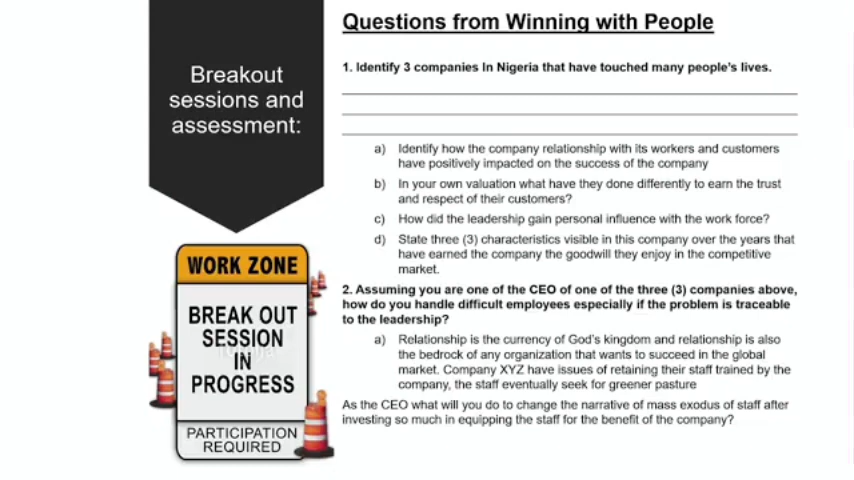 Breakout
sessions and
assessment:
WORK ZONE
BREAK OUT
SESSION
IN
PROGRESS
PARTICIPATION
REQUIRED
Questions from Winning with People
1. Identify 3 companies In Nigeria that have touched many people's lives.
a) Identify how the company relationship with its workers and customers
have positively impacted on the success of the company
b) In your own valuation what have they done differently to earn the trust
and respect of their customers?
c) How did the leadership gain personal influence with the work force?
d) State three (3) characteristics visible in this company over the years that
have earned the company the goodwill they enjoy in the competitive
market.
2. Assuming you are one of the CEO of one of the three (3) companies above,
how do you handle difficult employees especially if the problem is traceable
to the leadership?
a) Relationship is the currency of God's kingdom and relationship is also
the bedrock of any organization that wants to succeed in the global
market. Company XYZ have issues of retaining their staff trained by the
company, the staff eventually seek for greener pasture
As the CEO what will you do to change the narrative of mass exodus of staff after
investing so much in equipping the staff for the benefit of the company?